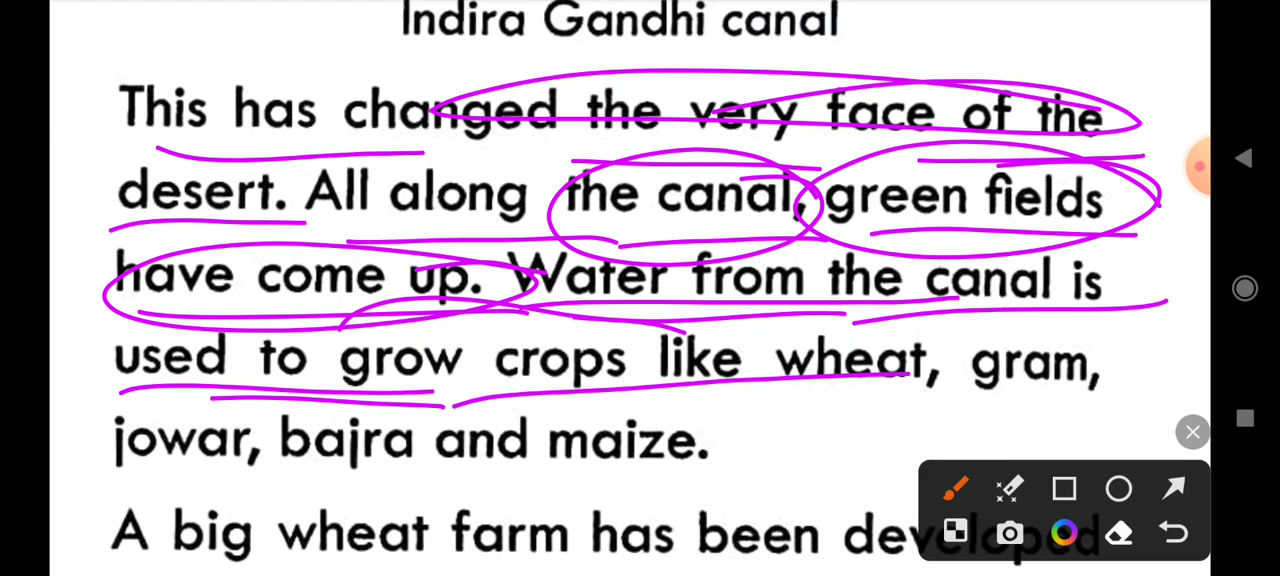 Indira Gandhi canal
This has changed the very face of the
desert. All along the canal, green fields
have come up. Water from the canal is
used to grow crops like wheat, gram,
jowar, bajra and maize.
A big wheat farm has been developed